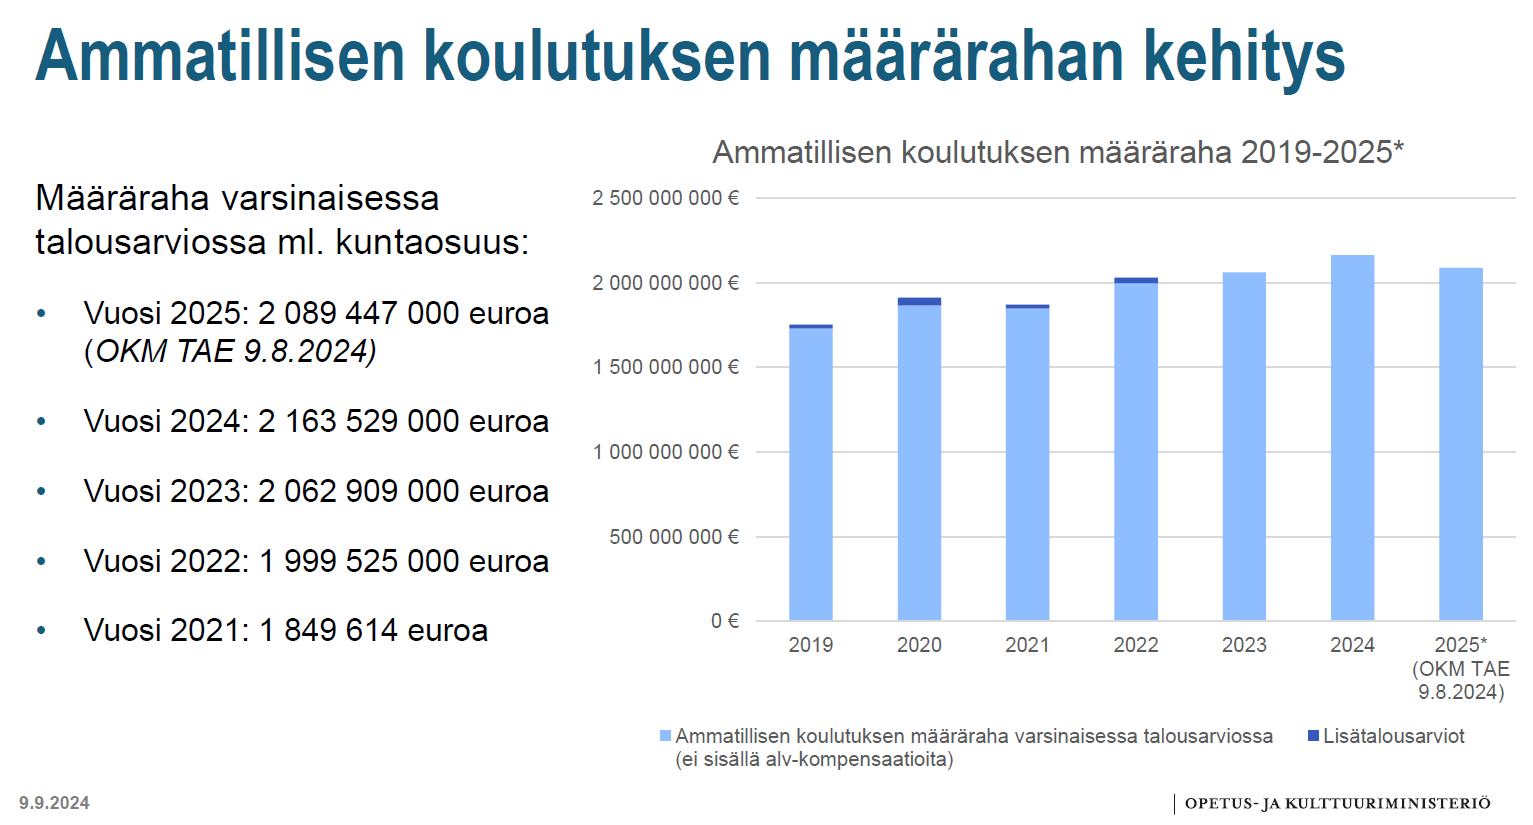 Ammatillisen koulutuksen määrärahan kehitys
Määräraha varsinaisessa
talousarviossa ml. kuntaosuus:
• Vuosi 2025: 2 089 447 000 euroa
(OKM TAE 9.8.2024)
• Vuosi 2024: 2 163 529 000 euroa
• Vuosi 2023: 2 062 909 000 euroa
• Vuosi 2022: 1 999 525 000 euroa
• Vuosi 2021: 1 849 614 euroa
Ammatillisen koulutuksen määräraha 2019-2025*
2 500 000 000 €
2 000 000 000 €
1 500 000 000 €
1 000 000 000 €
500 000 000 €
0 €
2019 2020 2021 2022 2023 2024 2025*
(OKM TAE
9.8.2024)
Ammatillisen koulutuksen määräraha varsinaisessa talousarviossa
(ei sisällä alv-kompensaatioita)
Lisätalousarviot
9.9.2024
OPETUS- JA KULTTUURIMINISTERIÖ